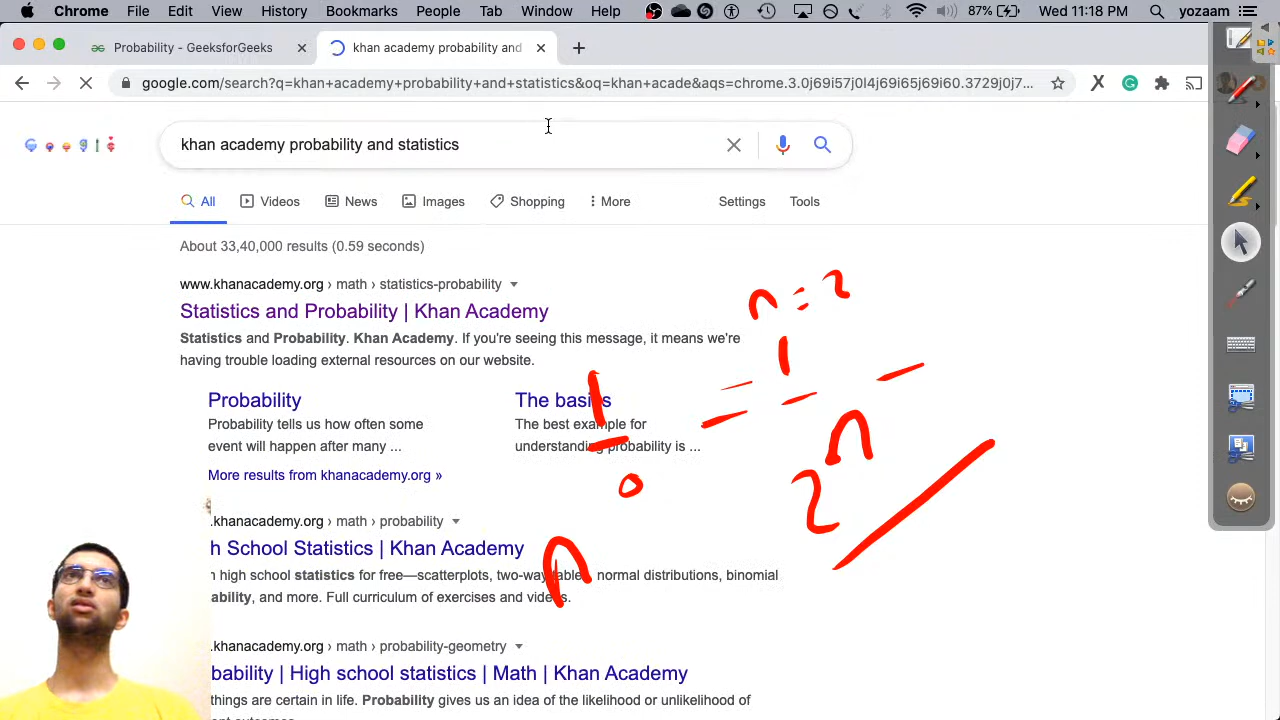 Chrome File Edit View History Bookmarks People Tab Window Help 87% Wed 11:18 PM yozaam
Probability - GeeksforGeeks khan academy probability and
google.com/search?q=khan+academy+probability+and+statistics&oq=khan+acade&aqs=chrome.3.0j69i57j0l4j69i65j69i60.3729j0j7...
khan academy probability and statistics
All Videos News Images Shopping More Settings Tools
About 33,40,000 results (0.59 seconds)
www.khanacademy.org › math › statistics-probability
Statistics and Probability | Khan Academy
Statistics and Probability. Khan Academy. If you're seeing this message, it means we're
having trouble loading external resources on our website.
n = 2
1 1
Probability The basics
Probability tells us how often some The best example for
event will happen after many ... understanding probability is ...
0 2^n
More results from khanacademy.org »
.khanacademy.org › math › probability
h School Statistics | Khan Academy
n
n high school statistics for free—scatterplots, two-way tables, normal distributions, binomial
ability, and more. Full curriculum of exercises and videos.
.khanacademy.org › math › probability-geometry
bability | High school statistics | Math | Khan Academy
things are certain in life. Probability gives us an idea of the likelihood or unlikelihood of